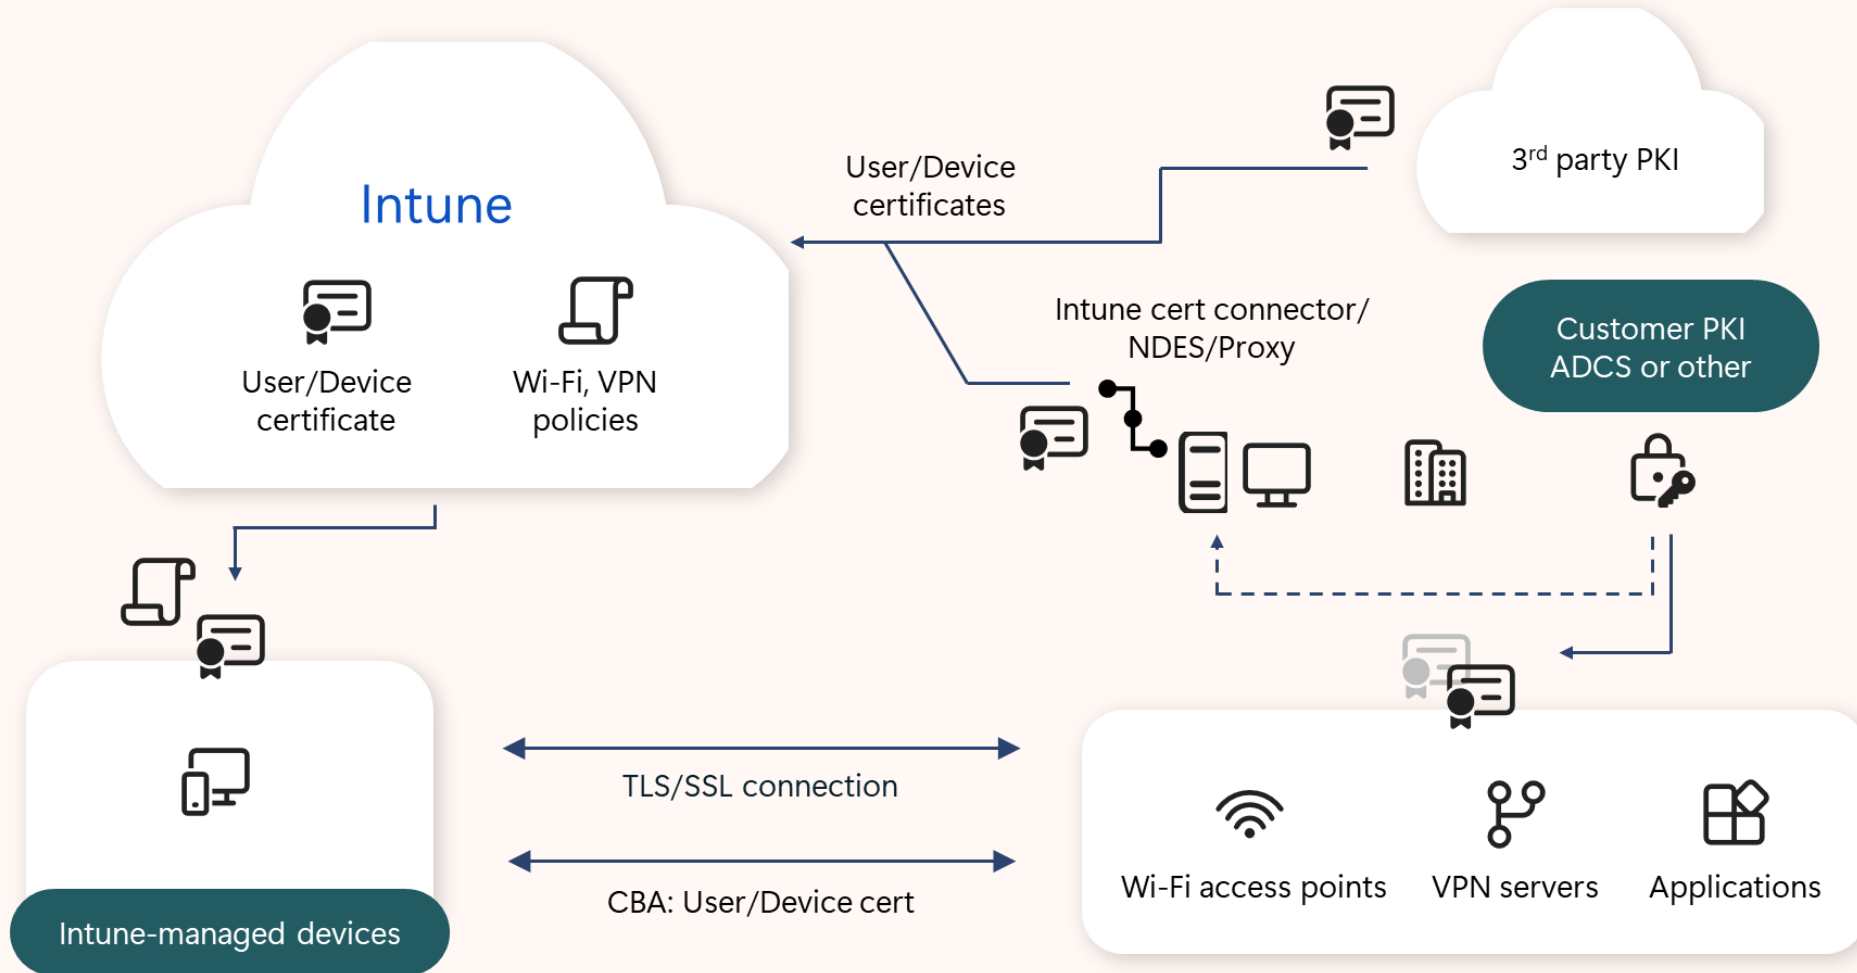 Intune
User/Device
certificate
Wi-Fi, VPN
policies
User/Device
certificates
3rd party PKI
Intune cert connector/
NDES/Proxy
Customer PKI
ADCS or other
TLS/SSL connection
CBA: User/Device cert
Intune-managed devices
Wi-Fi access points
VPN servers
Applications